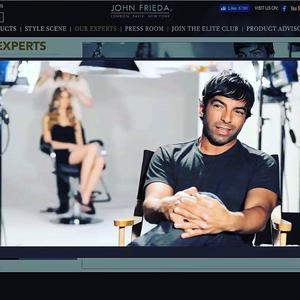 JOHN FRIEDA®
LONDON PARIS NEW YORK
Like
VISIT US ON:
UCTS | STYLE SCENE | OUR EXPERTS | PRESS ROOM | JOIN THE ELITE CLUB | PRODUCT ADVISO
EXPERTS